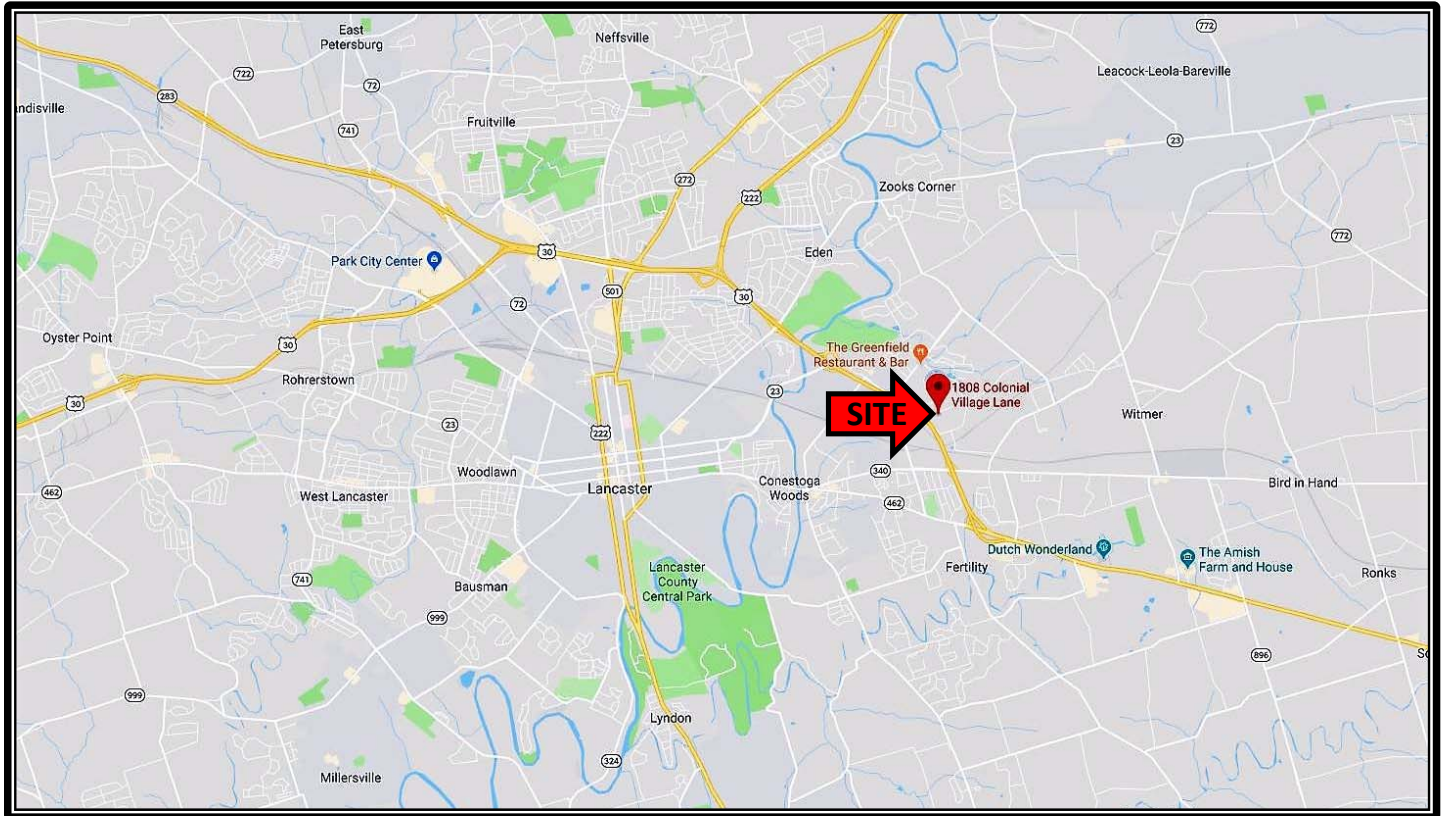 East
Petersburg
Neffsville
772
722
72
Leacock-Leola-Bareville
283
andisville
741
Fruitville
23
272
222
Zooks Corner
772
Park City Center
30
Eden
501
30
72
Oyster Point
30
The Greenfield
Restaurant & Bar
Rohrerstown
23
1808 Colonial
Village Lane
30
SITE
Witmer
23
222
Woodlawn
340
Conestoga
Woods
Bird in Hand
462
West Lancaster
Lancaster
462
Dutch Wonderland
The Amish
Farm and House
Fertility
Ronks
741
Bausman
Lancaster
County
Central Park
999
896
So
999
Lyndon
324
Millersville